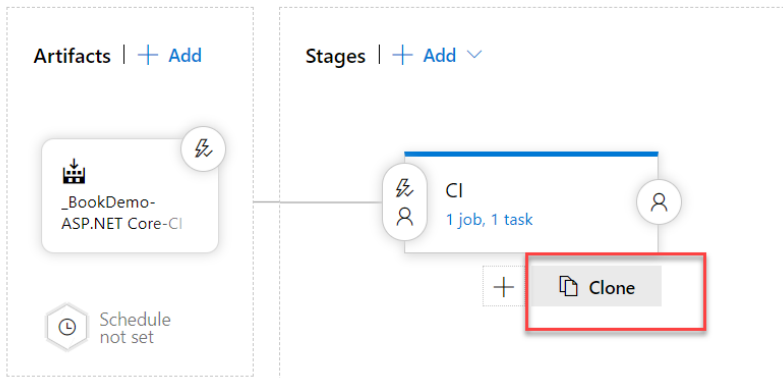 Artifacts | + Add
Stages | + Add
_BookDemo-
ASP.NET Core-CI
CI
1 job, 1 task
Clone
Schedule
not set